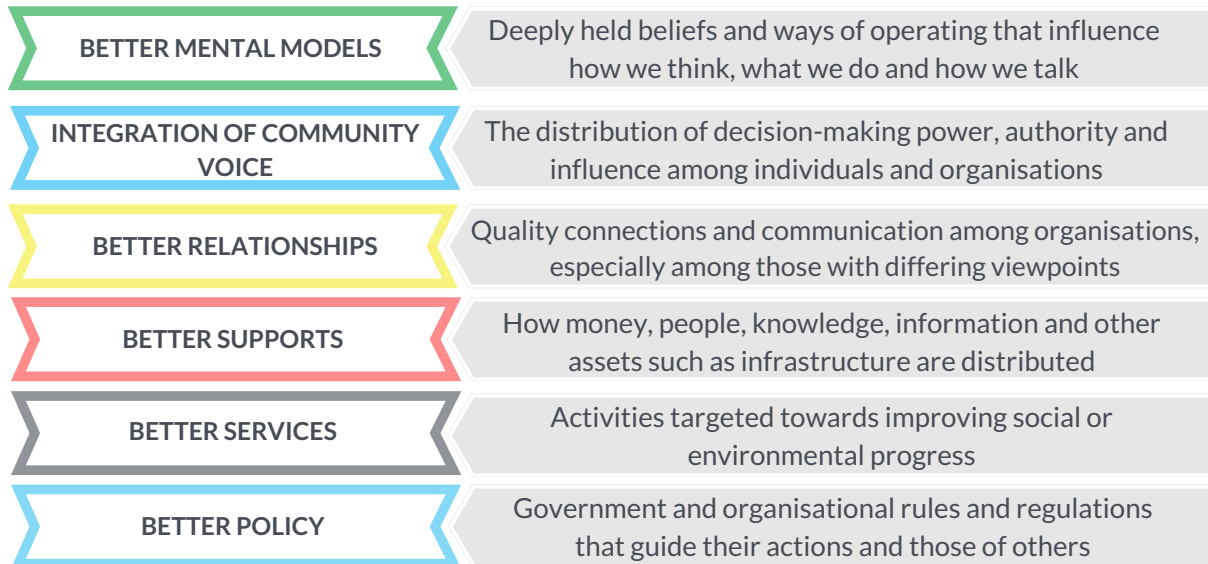 BETTER MENTAL MODELS
Deeply held beliefs and ways of operating that influence
how we think, what we do and how we talk
INTEGRATION OF COMMUNITY
VOICE
The distribution of decision-making power, authority and
influence among individuals and organisations
BETTER RELATIONSHIPS
Quality connections and communication among organisations,
especially among those with differing viewpoints
BETTER SUPPORTS
How money, people, knowledge, information and other
assets such as infrastructure are distributed
BETTER SERVICES
Activities targeted towards improving social or
environmental progress
BETTER POLICY
Government and organisational rules and regulations
that guide their actions and those of others